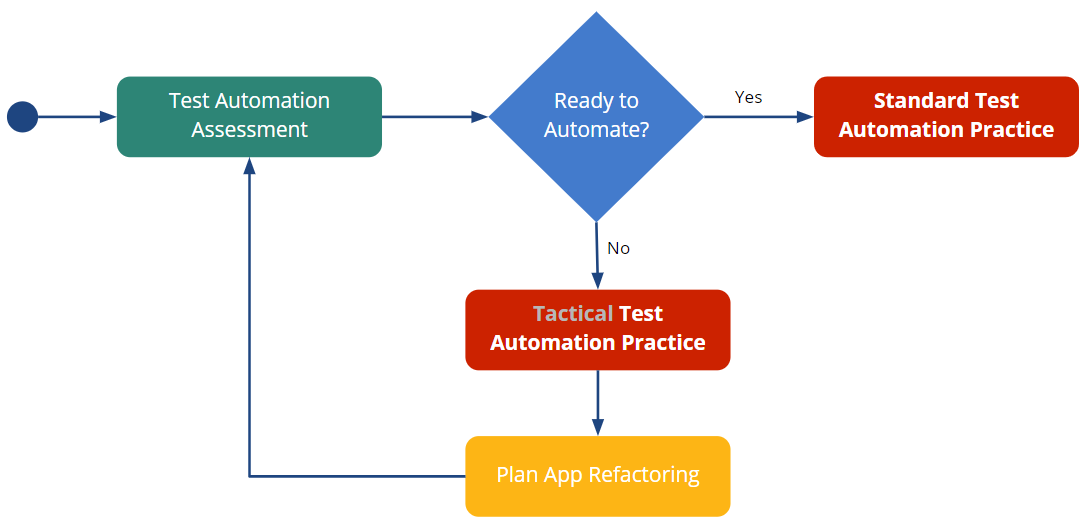 Test Automation
Assessment
Ready to
Automate?
Yes
Standard Test
Automation Practice
No
Tactical Test
Automation Practice
Plan App Refactoring